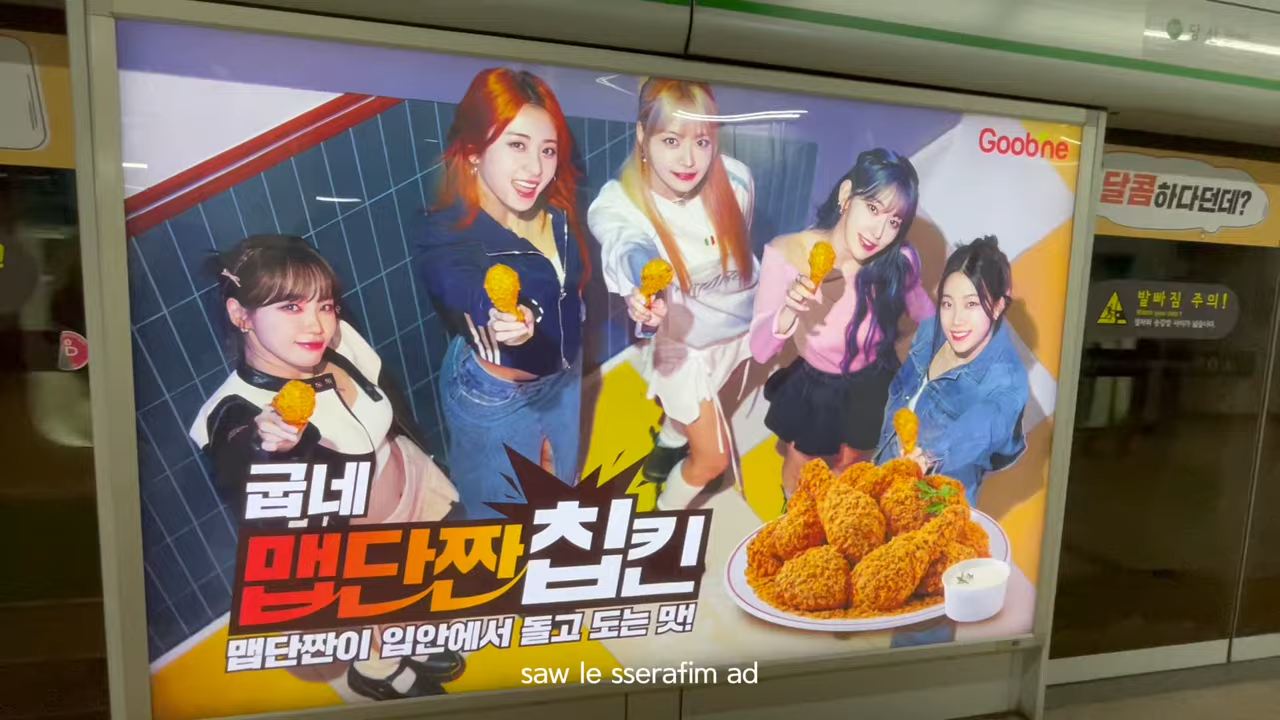 Goobne
달콤하다던데?
발빠짐 주의!
굽네
맵단짠칩킨
맵단짠이 입안에서 돌고 도는 맛!
saw le sserafim ad